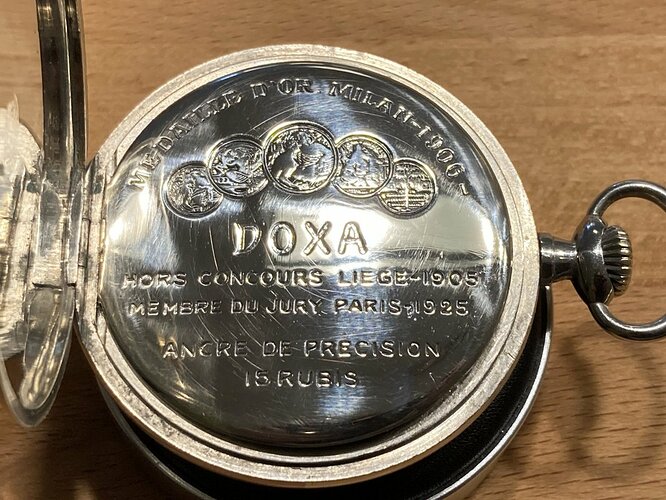 MEDAILLE D'OR MILAN-1906-
DOXA
HORS CONCOURS LIEGE-1905
MEMBRE DU JURY PARIS-1925
ANCRE DE PRECISION
15 RUBIS